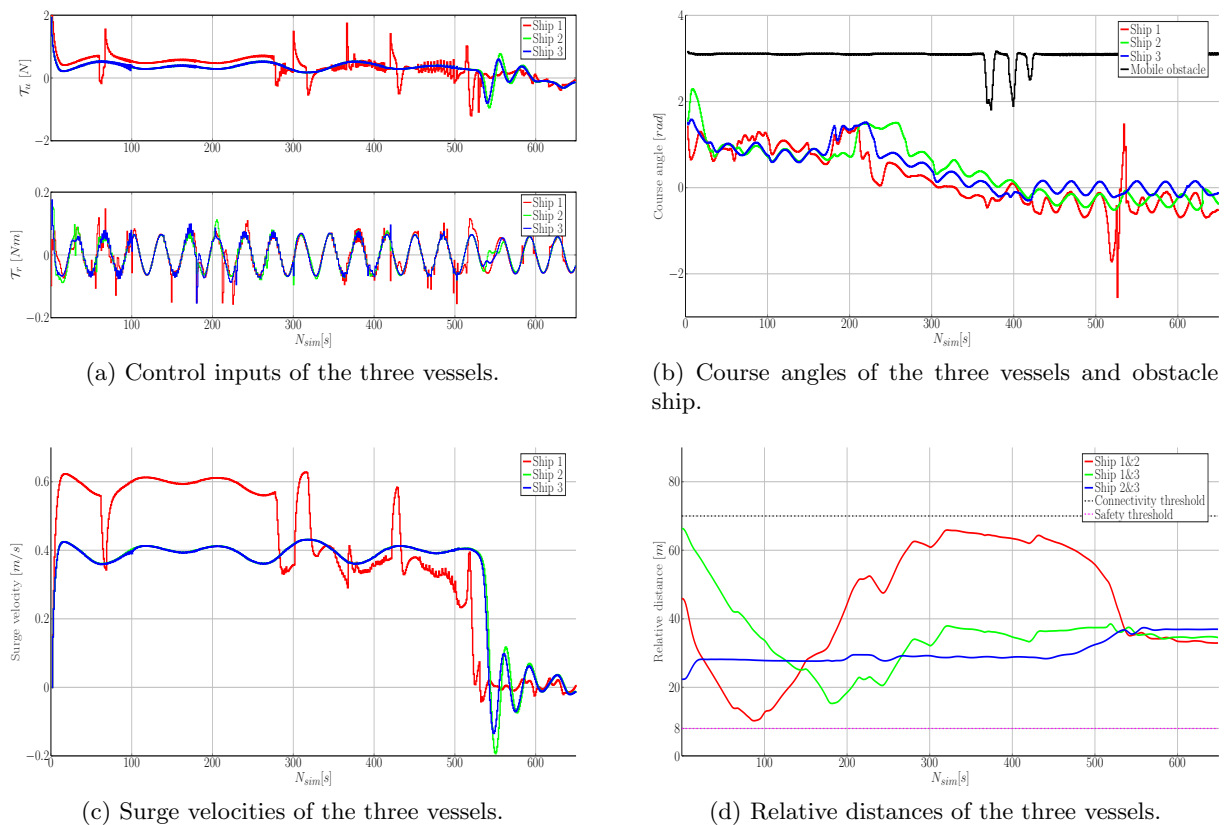 2
Ship 1
Ship 2
Ship 3
0
−2
𝒯u [N]
100
200
300
400
500
600
0.2
Ship 1
Ship 2
Ship 3
0
−0.2
𝒯r [Nm]
100
200
300
400
500
600
Nsim[s]
(a) Control inputs of the three vessels.
4
Ship 1
Ship 2
Ship 3
Mobile obstacle
2
0
−2
Course angle [rad]
0
100
200
300
400
500
600
Nsim[s]
(b) Course angles of the three vessels and obstacle
ship.
Ship 1
Ship 2
Ship 3
0.6
0.4
0.2
0
−0.2
Surge velocity [m/s]
100
200
300
400
500
600
Nsim[s]
(c) Surge velocities of the three vessels.
Ship 1&2
Ship 1&3
Ship 2&3
Connectivity threshold
Safety threshold
80
60
40
20
8
0
Relative distance [m]
100
200
300
400
500
600
Nsim[s]
(d) Relative distances of the three vessels.